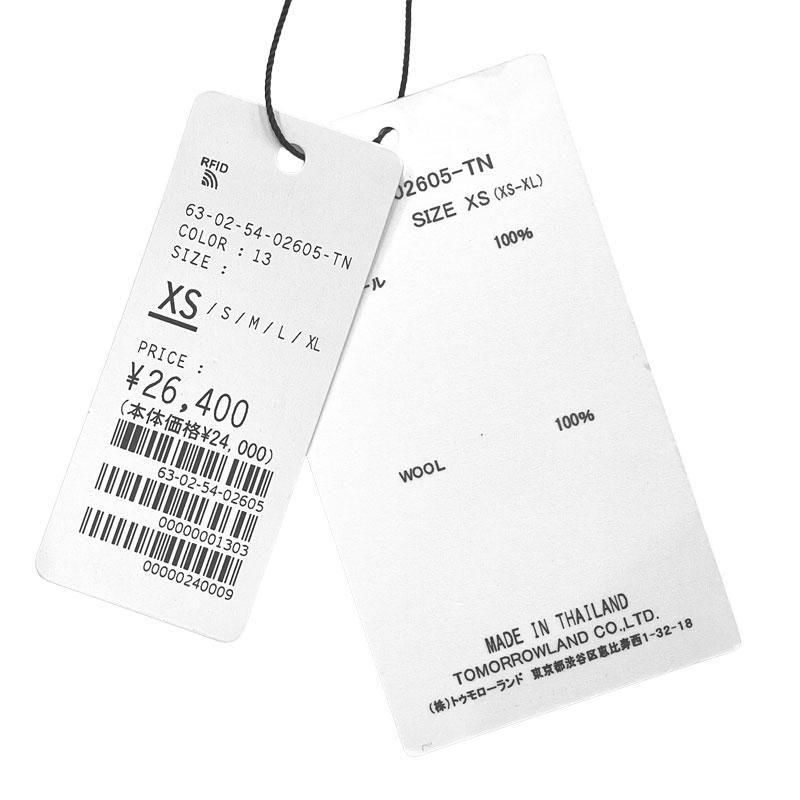 RFID
63-02-54-02605-TN
COLOR : 13
SIZE :
XS / S / M / L / XL
PRICE :
¥26,400
(本体価格¥24,000)
63-02-54-02605
00000001303
00000240009
02605-TN
SIZE XS (XS-XL)
100%
ール
100%
WOOL
MADE IN THAILAND
TOMORROWLAND CO.,LTD.
(株)トゥモローランド 東京都渋谷区恵比寿西1-32-18